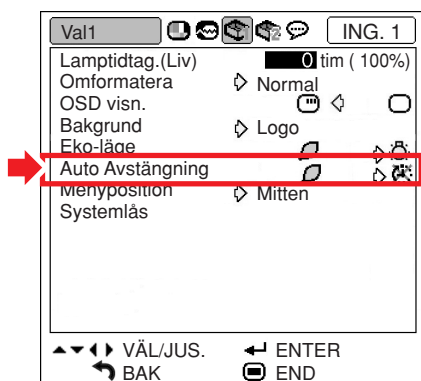 Val1 ING. 1
Lamptidtag.(Liv) 0 tim ( 100%)
Omformatera Normal
OSD visn.
Bakgrund Logo
Eko-läge
Auto Avstängning
Menyposition Mitten
Systemlås
VÄL/JUS. ENTER
BAK END